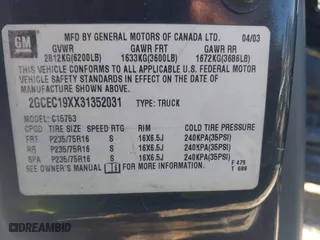 GM
MFD BY GENERAL MOTORS OF CANADA LTD. 04/03
GVWR GAWR FRT GAWR RR
2812KG(6200LB) 1633KG(3600LB) 1672KG(3686LB)
THIS VEHICLE CONFORMS TO ALL APPLICABLE U.S. FEDERAL
MOTOR VEHICLE SAFETY STANDARDS IN EFFECT ON THE DATE OF
MANUFACTURE SHOWN ABOVE.
2GCEC19XX31352031 TYPE: TRUCK
MODEL: C15753
TIRE SIZE SPEED RTG RIM COLD TIRE PRESSURE
FRT P235/75R16 S 16X6.5J 240KPA(35PSI)
RR P235/75R16 S 16X6.5J 240KPA(35PSI)
SPA P235/75R16 S 16X6.5J 240KPA(35PSI)
SEE OWNER'S MANUAL FOR ADDITIONAL INFORMATION
DREAMBID